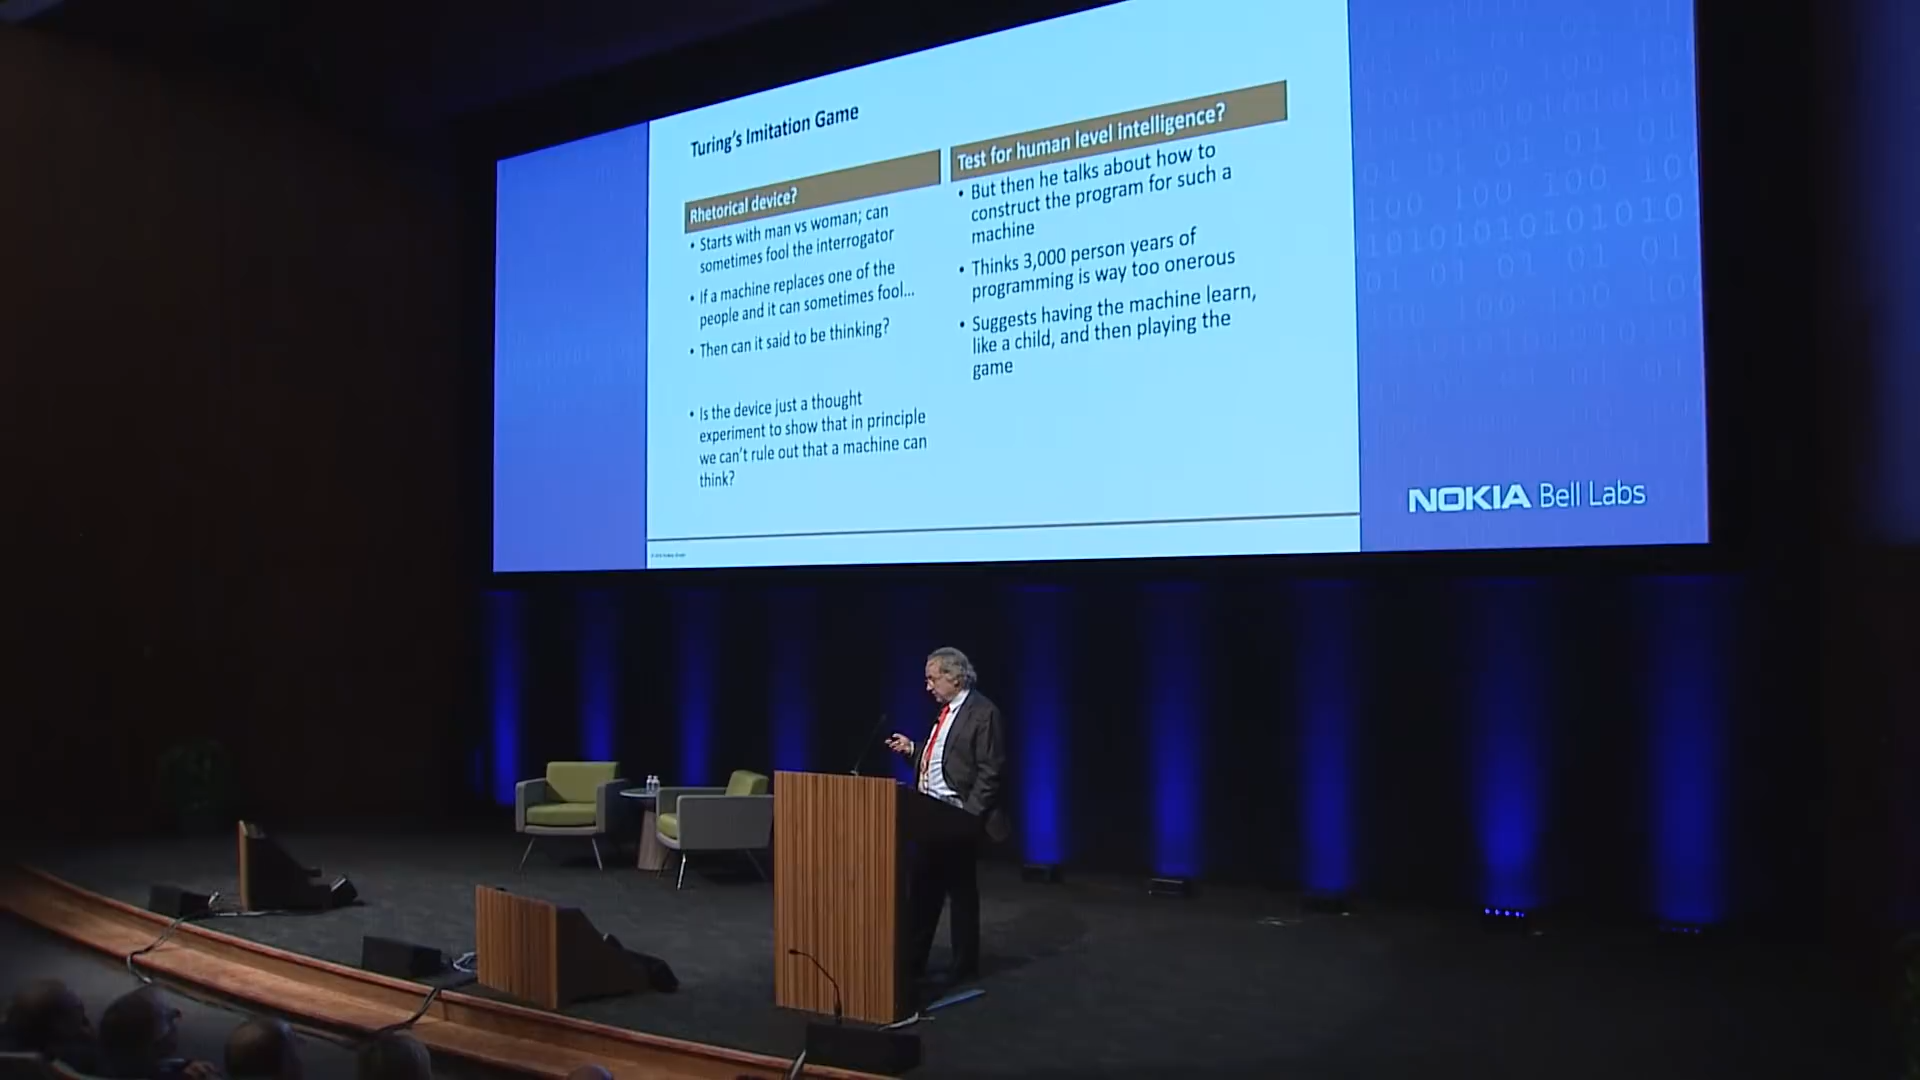 Turing's Imitation Game
Rhetorical device?
• Starts with man vs woman; can
sometimes fool the interrogator
• If a machine replaces one of the
people and it can sometimes fool...
• Then can it said to be thinking?
• Is the device just a thought
experiment to show that in principle
we can't rule out that a machine can
think?
Test for human level intelligence?
• But then he talks about how to
construct the program for such a
machine
• Thinks 3,000 person years of
programming is way too onerous
• Suggests having the machine learn,
like a child, and then playing the
game
NOKIA Bell Labs